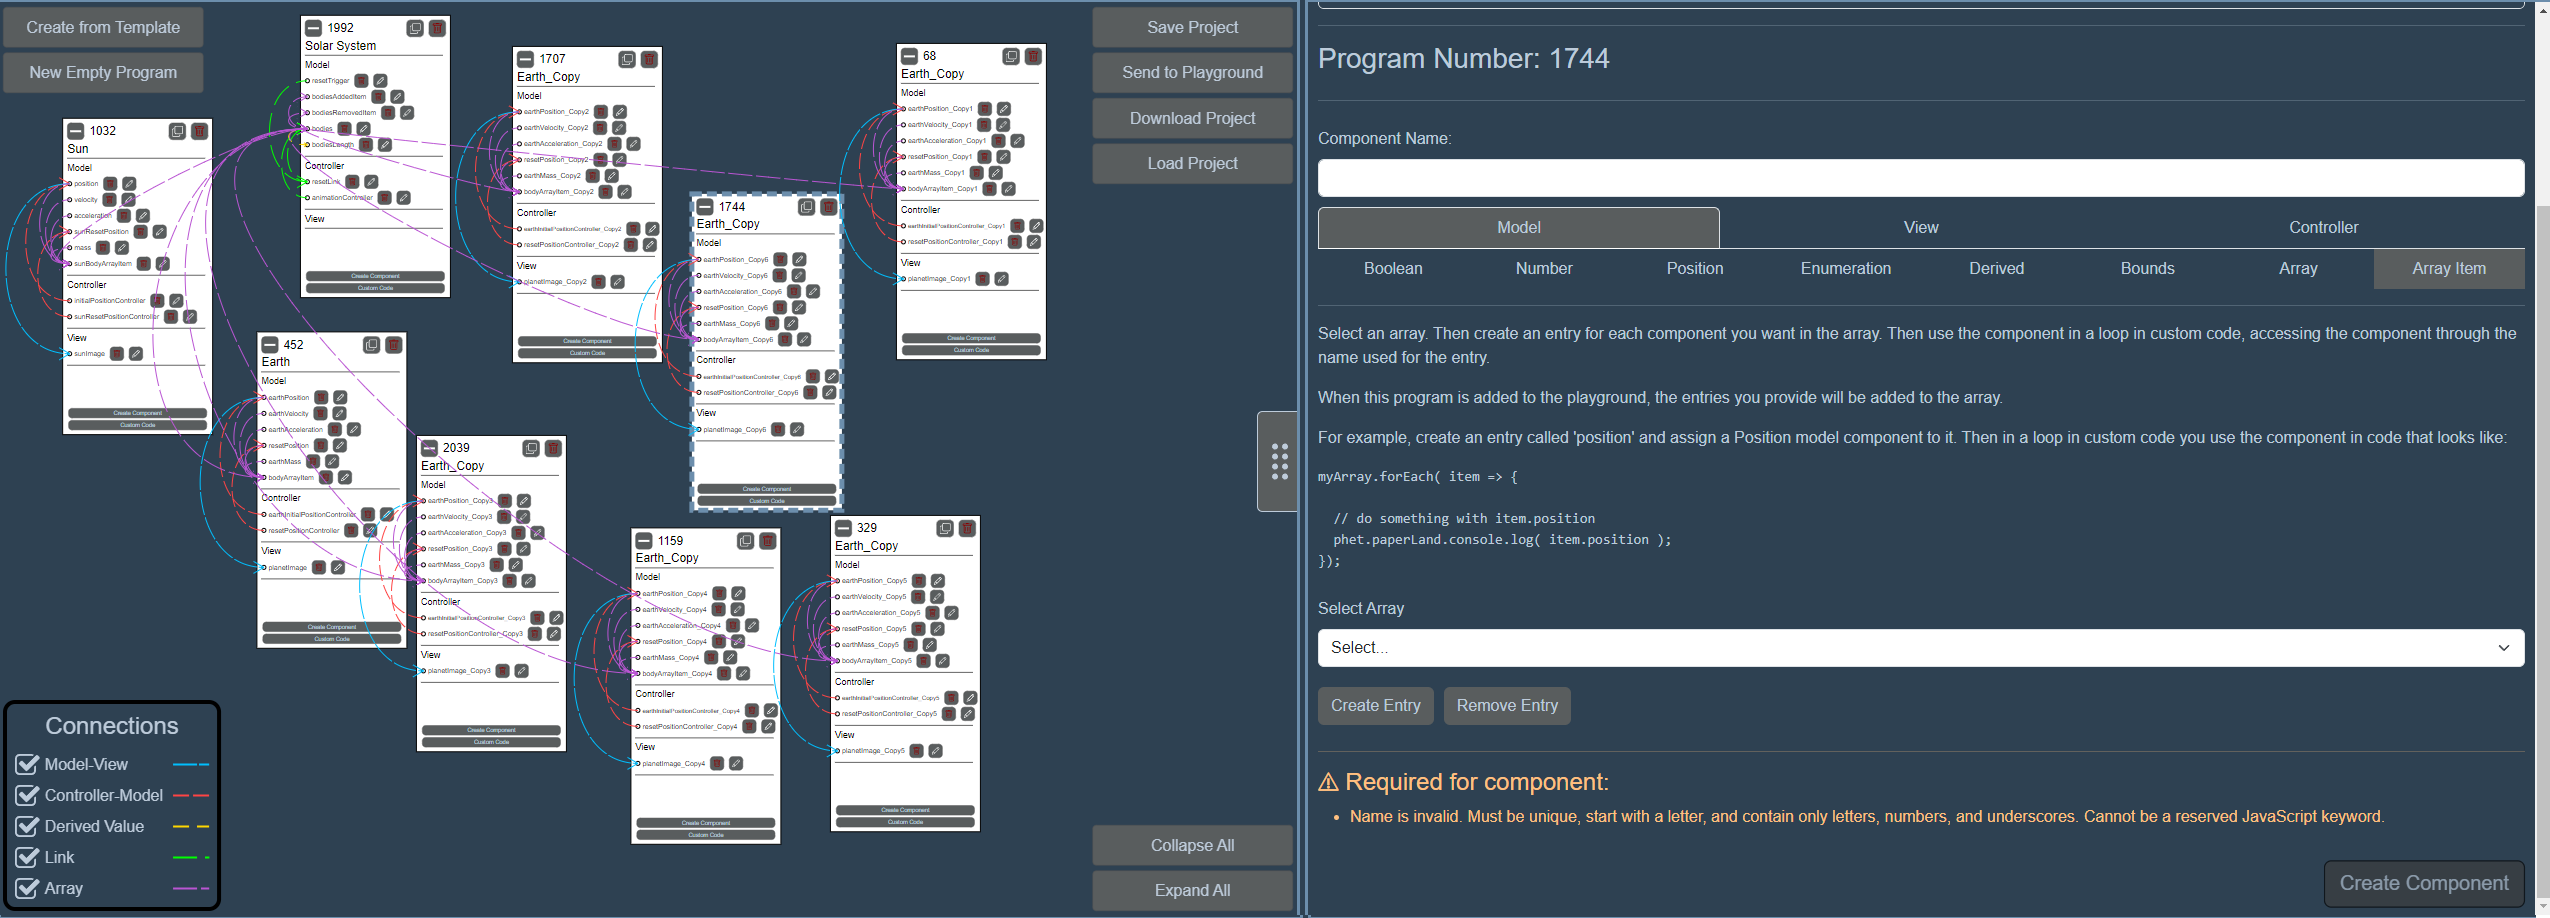 Create from Template
New Empty Program
Save Project
Send to Playground
Download Project
Load Project
Collapse All
Expand All
1032
Sun
Model
position
velocity
acceleration
sunResetPosition
mass
sunBodyArrayItem
Controller
initialPositionController
sunResetPositionController
View
sunImage
Create Component
Custom Code
1992
Solar System
Model
resetTrigger
bodiesAddedItem
bodiesRemovedItem
bodies
bodiesLength
Controller
resetLink
animationController
View
Create Component
Custom Code
452
Earth
Model
earthPosition
earthVelocity
earthAcceleration
resetPosition
earthMass
bodyArrayItem
Controller
earthInitialPositionController
resetPositionController
View
planetImage
Create Component
Custom Code
1707
Earth_Copy
Model
earthPosition_Copy2
earthVelocity_Copy2
earthAcceleration_Copy2
resetPosition_Copy2
earthMass_Copy2
bodyArrayItem_Copy2
Controller
earthInitialPositionController_Copy2
resetPositionController_Copy2
View
planetImage_Copy2
Create Component
Custom Code
2039
Earth_Copy
Model
earthPosition_Copy3
earthVelocity_Copy3
earthAcceleration_Copy3
resetPosition_Copy3
earthMass_Copy3
bodyArrayItem_Copy3
Controller
earthInitialPositionController_Copy3
resetPositionController_Copy3
View
planetImage_Copy3
Create Component
Custom Code
1744
Earth_Copy
Model
earthPosition_Copy6
earthVelocity_Copy6
earthAcceleration_Copy6
resetPosition_Copy6
earthMass_Copy6
bodyArrayItem_Copy6
Controller
earthInitialPositionController_Copy6
resetPositionController_Copy6
View
planetImage_Copy6
Create Component
Custom Code
68
Earth_Copy
Model
earthPosition_Copy1
earthVelocity_Copy1
earthAcceleration_Copy1
resetPosition_Copy1
earthMass_Copy1
bodyArrayItem_Copy1
Controller
earthInitialPositionController_Copy1
resetPositionController_Copy1
View
planetImage_Copy1
Create Component
Custom Code
1159
Earth_Copy
Model
earthPosition_Copy4
earthVelocity_Copy4
earthAcceleration_Copy4
resetPosition_Copy4
earthMass_Copy4
bodyArrayItem_Copy4
Controller
earthInitialPositionController_Copy4
resetPositionController_Copy4
View
planetImage_Copy4
Create Component
Custom Code
329
Earth_Copy
Model
earthPosition_Copy5
earthVelocity_Copy5
earthAcceleration_Copy5
resetPosition_Copy5
earthMass_Copy5
bodyArrayItem_Copy5
Controller
earthInitialPositionController_Copy5
resetPositionController_Copy5
View
planetImage_Copy5
Create Component
Custom Code
Connections
Model-View
Controller-Model
Derived Value
Link
Array
Program Number: 1744
Component Name:
Model View Controller
Boolean Number Position Enumeration Derived Bounds Array Array Item
Select an array. Then create an entry for each component you want in the array. Then use the component in a loop in custom code, accessing the component through the
name used for the entry.
When this program is added to the playground, the entries you provide will be added to the array.
For example, create an entry called 'position' and assign a Position model component to it. Then in a loop in custom code you use the component in code that looks like:
myArray.forEach( item => {
// do something with item.position
phet.paperLand.console.log( item.position );
});
Select Array
Select...
Create Entry Remove Entry
Required for component:
• Name is invalid. Must be unique, start with a letter, and contain only letters, numbers, and underscores. Cannot be a reserved JavaScript keyword.
Create Component